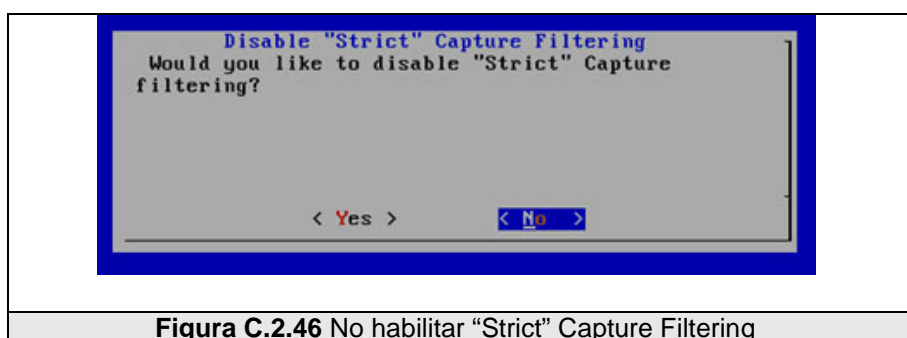 Disable "Strict" Capture Filtering
Would you like to disable "Strict" Capture
filtering?
< Yes >
< No >
Figura C.2.46 No habilitar “Strict” Capture Filtering